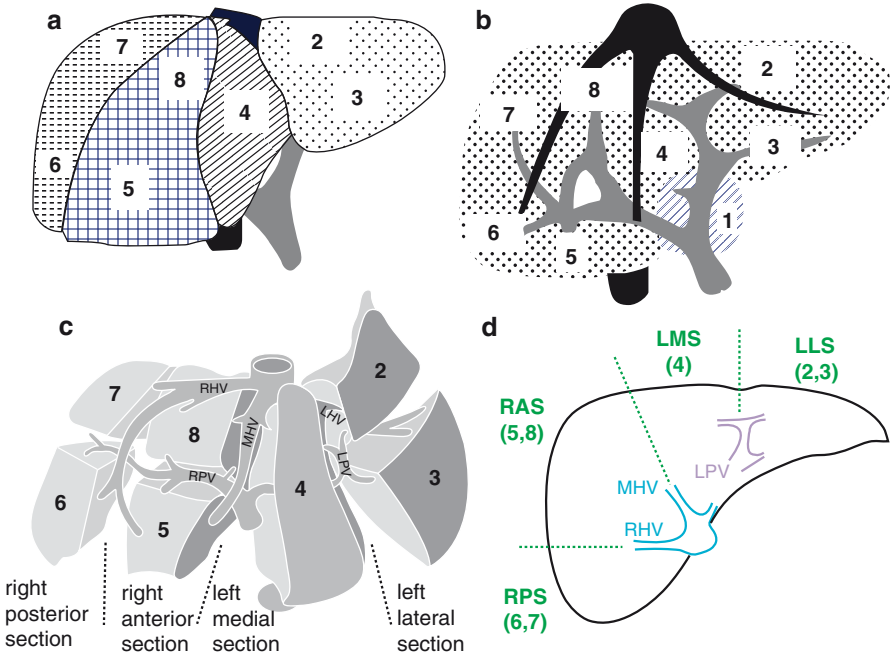 a
7
2
8
3
4
6
5
b
2
8
7
3
4
1
6
5
c
RHV
2
7
LHV
8
MHV
LPV
RPV
4
3
6
5
right
posterior
section
right
anterior
section
left
medial
section
left
lateral
section
d
LMS
(4)
LLS
(2,3)
RAS
(5,8)
LPV
MHV
RHV
RPS
(6,7)